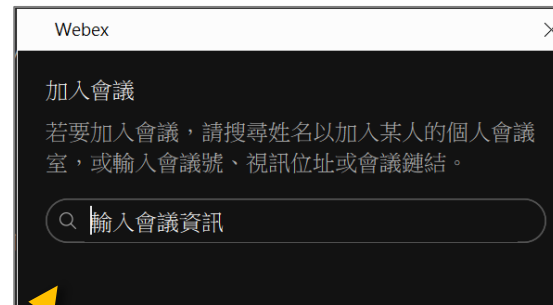 Webex
加入會議
若要加入會議，請搜尋姓名以加入某人的個人會議
室，或輸入會議號、視訊位址或會議鏈結。
輸入會議資訊